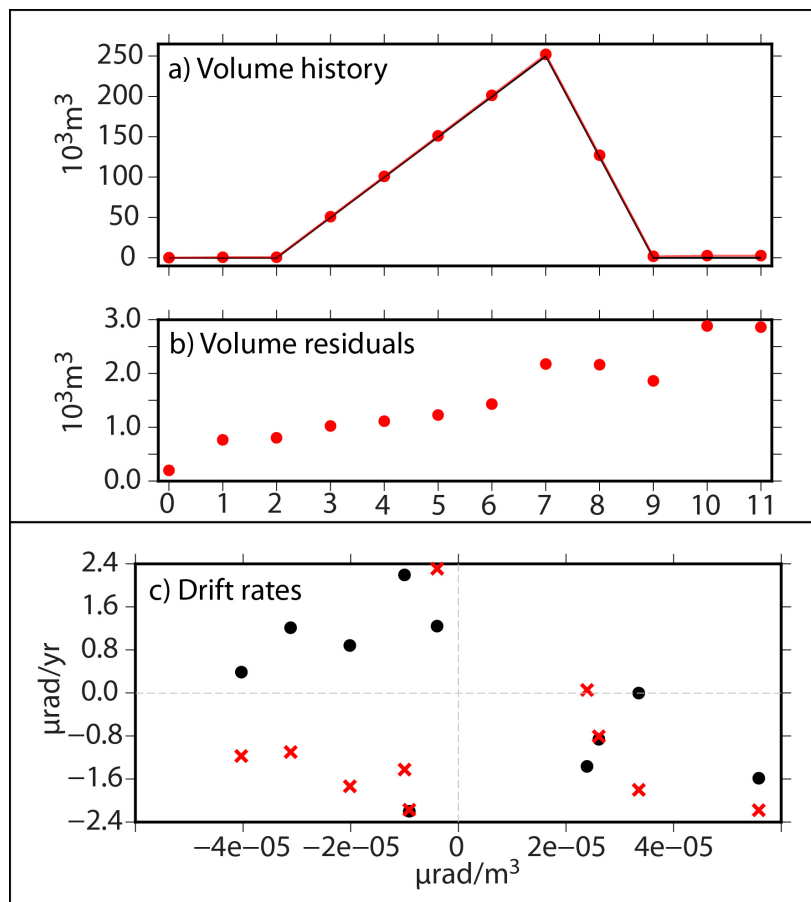 a) Volume history
10³m³
250
200
150
100
50
0
b) Volume residuals
10³m³
3.0
2.0
1.0
0.0
0 1 2 3 4 5 6 7 8 9 10 11
c) Drift rates
μrad/yr
2.4
1.6
0.8
0.0
−0.8
−1.6
−2.4
−4e−05 −2e−05 0 2e−05 4e−05
μrad/m³